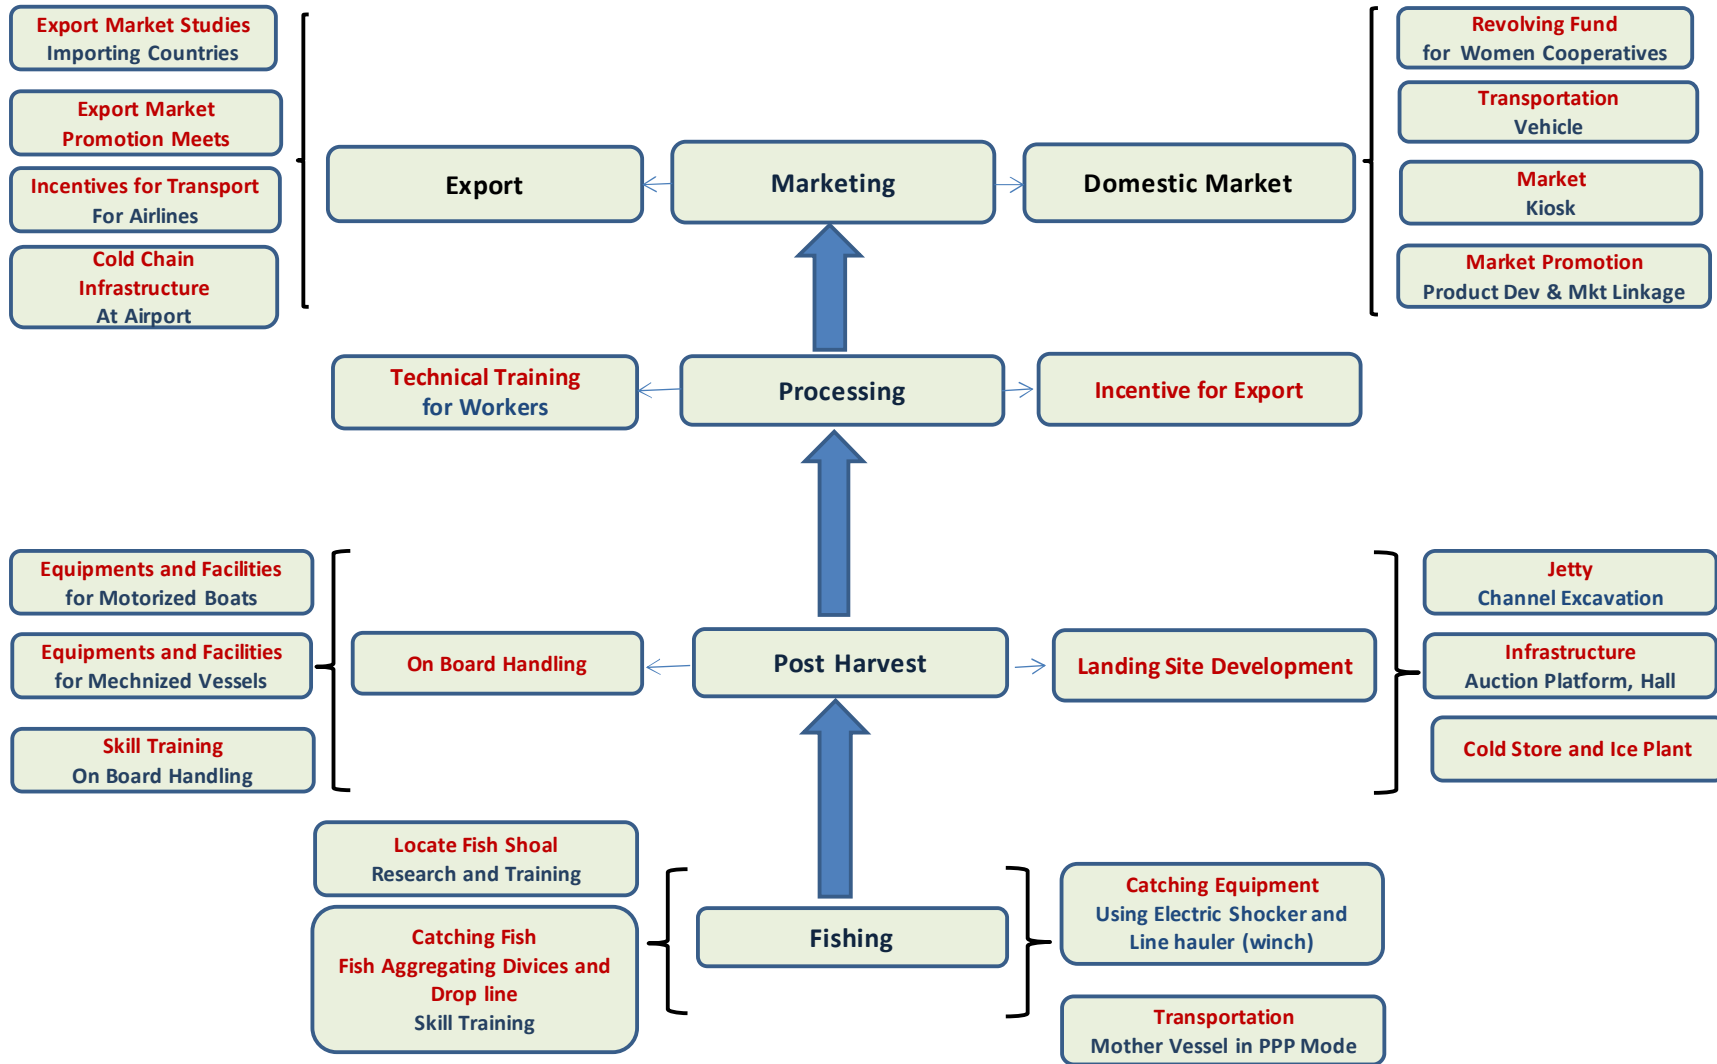 Export Market Studies
Importing Countries
Export Market
Promotion Meets
Incentives for Transport
For Airlines
Cold Chain
Infrastructure
At Airport
Export
Marketing
Domestic Market
Revolving Fund
for Women Cooperatives
Transportation
Vehicle
Market
Kiosk
Market Promotion
Product Dev & Mkt Linkage
Technical Training
for Workers
Processing
Incentive for Export
Equipments and Facilities
for Motorized Boats
Equipments and Facilities
for Mechnized Vessels
Skill Training
On Board Handling
On Board Handling
Post Harvest
Landing Site Development
Jetty
Channel Excavation
Infrastructure
Auction Platform, Hall
Cold Store and Ice Plant
Locate Fish Shoal
Research and Training
Catching Fish
Fish Aggregating Divices and
Drop line
Skill Training
Fishing
Catching Equipment
Using Electric Shocker and
Line hauler (winch)
Transportation
Mother Vessel in PPP Mode